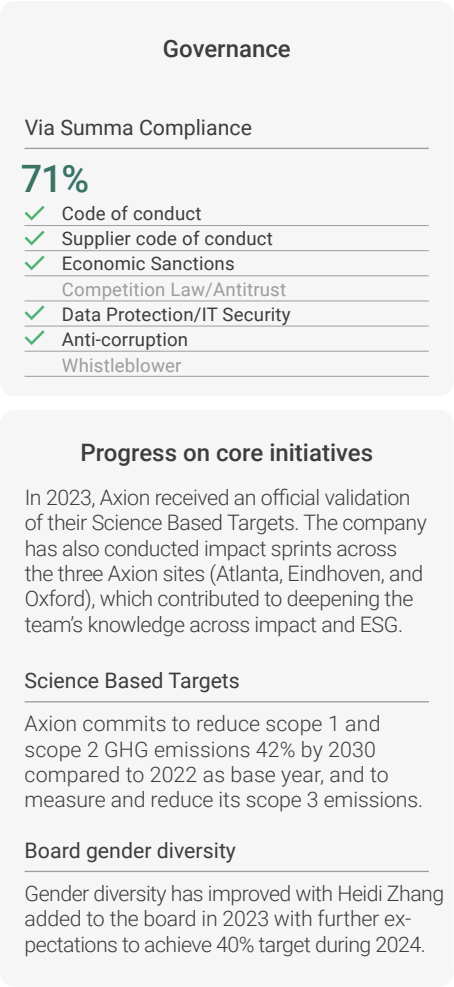 Governance
Via Summa Compliance
71%
Code of conduct
Supplier code of conduct
Economic Sanctions
Competition Law/Antitrust
Data Protection/IT Security
Anti-corruption
Whistleblower
Progress on core initiatives
In 2023, Axion received an official validation
of their Science Based Targets. The company
has also conducted impact sprints across
the three Axion sites (Atlanta, Eindhoven, and
Oxford), which contributed to deepening the
team's knowledge across impact and ESG.
Science Based Targets
Axion commits to reduce scope 1 and
scope 2 GHG emissions 42% by 2030
compared to 2022 as base year, and to
measure and reduce its scope 3 emissions.
Board gender diversity
Gender diversity has improved with Heidi Zhang
added to the board in 2023 with further ex-
pectations to achieve 40% target during 2024.